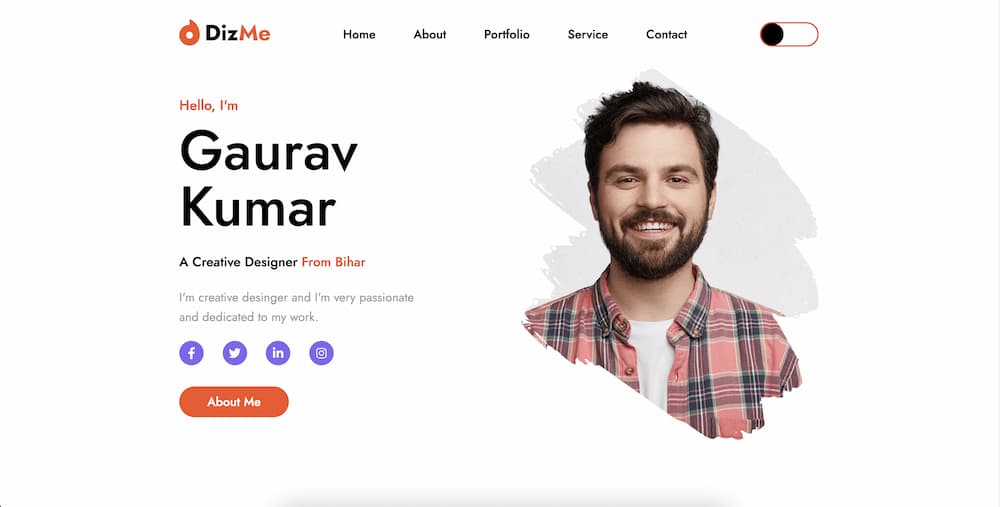 DizMe
Home About Portfolio Service Contact
Hello, I'm
Gaurav
Kumar
A Creative Designer From Bihar
I'm creative desinger and I'm very passionate
and dedicated to my work.
About Me